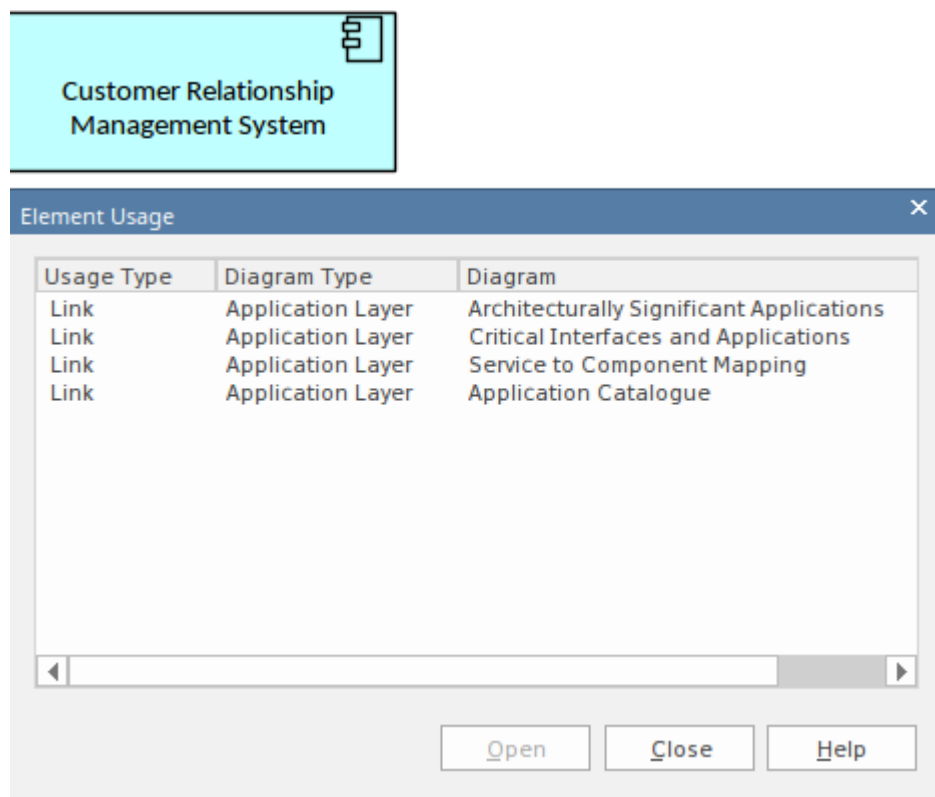 Customer Relationship
Management System
Element Usage
Usage Type Diagram Type Diagram
Link Application Layer Architecturally Significant Applications
Link Application Layer Critical Interfaces and Applications
Link Application Layer Service to Component Mapping
Link Application Layer Application Catalogue
Open Close Help